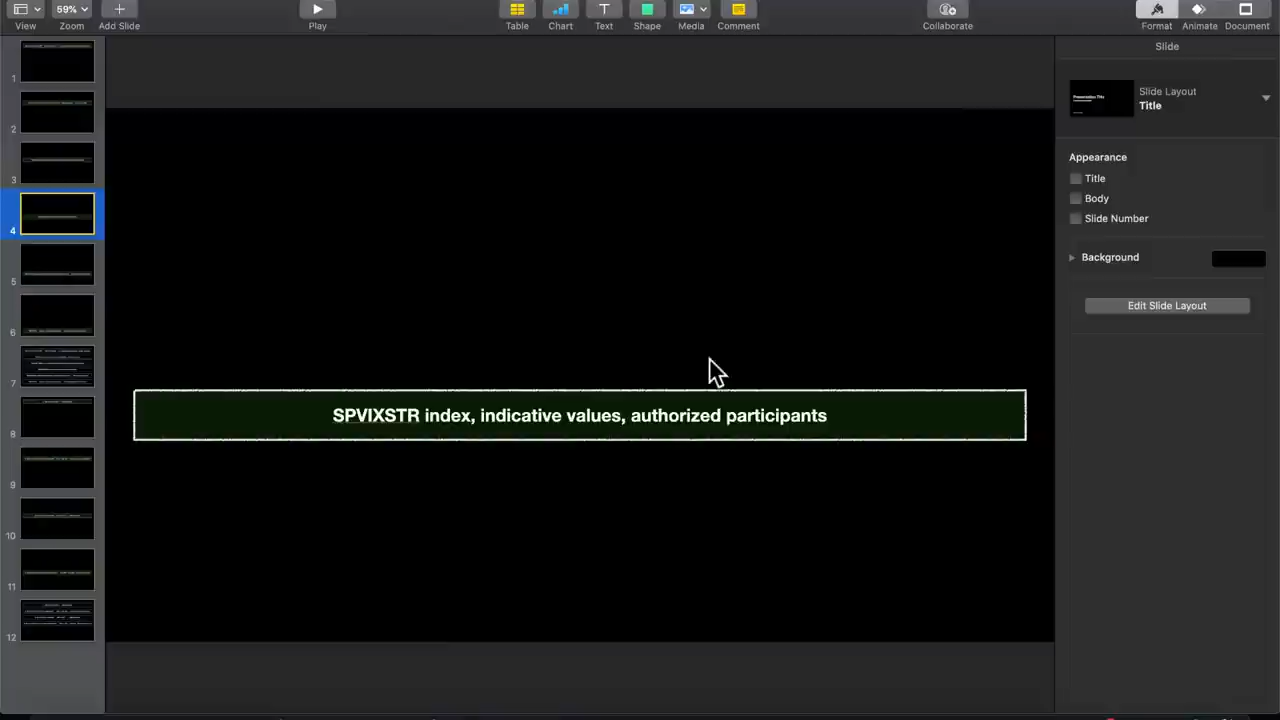 59%
View
Zoom
Add Slide
Play
Table
Chart
Text
Shape
Media
Comment
Collaborate
Format
Animate
Document
Slide
Slide Layout
Title
Appearance
Title
Body
Slide Number
Background
Edit Slide Layout
1
2
3
4
5
6
7
8
9
10
11
12
SPVIXSTR index, indicative values, authorized participants